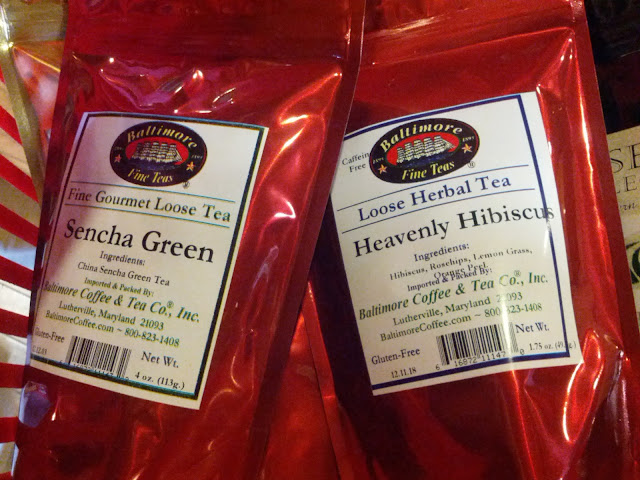 Baltimore
Fine Teas
Fine Gourmet Loose Tea
Sencha Green
Ingredients:
China Sencha Green Tea
Imported & Packed By:
Baltimore Coffee & Tea Co.®, Inc.
Lutherville, Maryland 21093
BaltimoreCoffee.com ~ 800-823-1408
Gluten-Free
Net Wt.
4 oz. (113g.)
Caffein
Free
Baltimore
Fine Teas
Loose Herbal Tea
Heavenly Hibiscus
Ingredients:
Hibiscus, Rosehips, Lemon Grass,
Orange Peel
Imported & Packed By:
Baltimore Coffee & Tea Co.®, Inc.
Lutherville, Maryland 21093
BaltimoreCoffee.com ~ 800-823-1408
Gluten-Free
Net Wt.
12.11.18
1.75 oz.